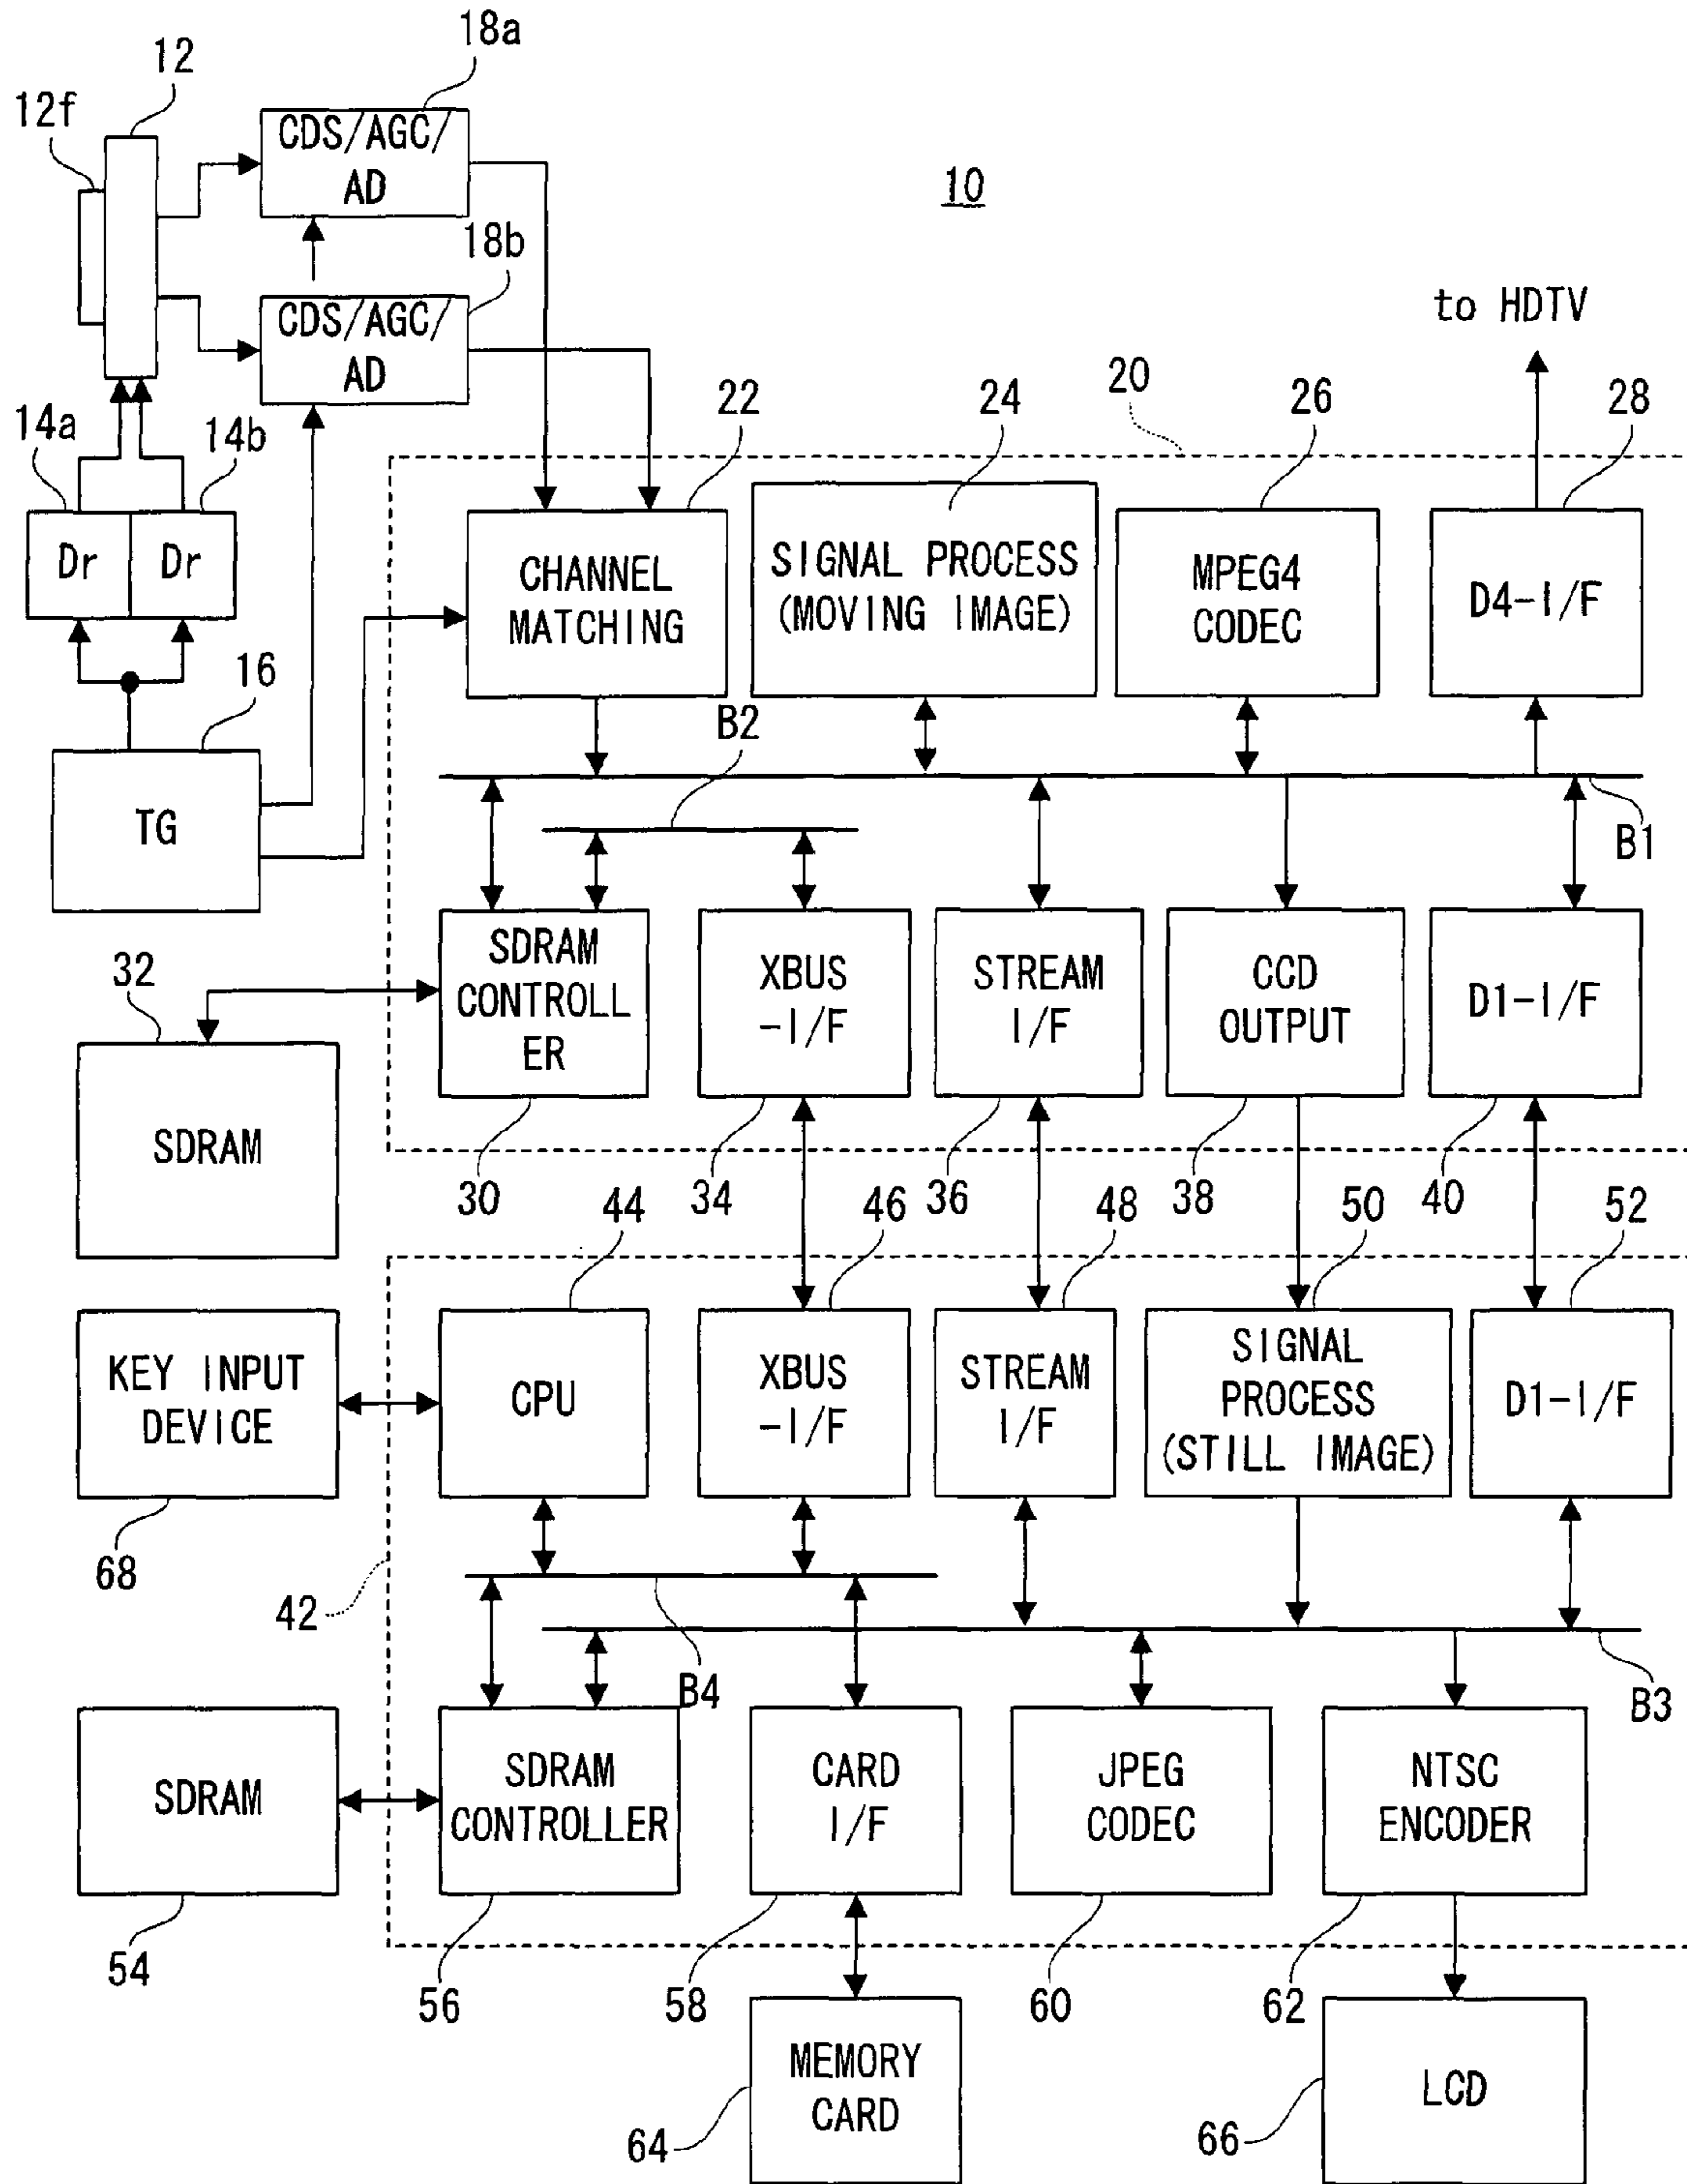 18a
12
12f
CDS/AGC/
AD
10
18b
CDS/AGC/
AD
to HDTV
14a
14b
22
24
20
26
28
Dr
Dr
CHANNEL
MATCHING
SIGNAL PROCESS
(MOVING IMAGE)
MPEG4
CODEC
D4-I/F
16
TG
B2
B1
32
SDRAM
SDRAM
CONTROLL
ER
XBUS
-I/F
STREAM
I/F
CCD
OUTPUT
D1-I/F
30
34
36
38
40
44
46
48
50
52
KEY INPUT
DEVICE
CPU
XBUS
-I/F
STREAM
I/F
SIGNAL
PROCESS
(STILL IMAGE)
D1-I/F
68
42
B4
B3
SDRAM
SDRAM
CONTROLLER
CARD
I/F
JPEG
CODEC
NTSC
ENCODER
54
56
58
60
62
MEMORY
CARD
LCD
64
66